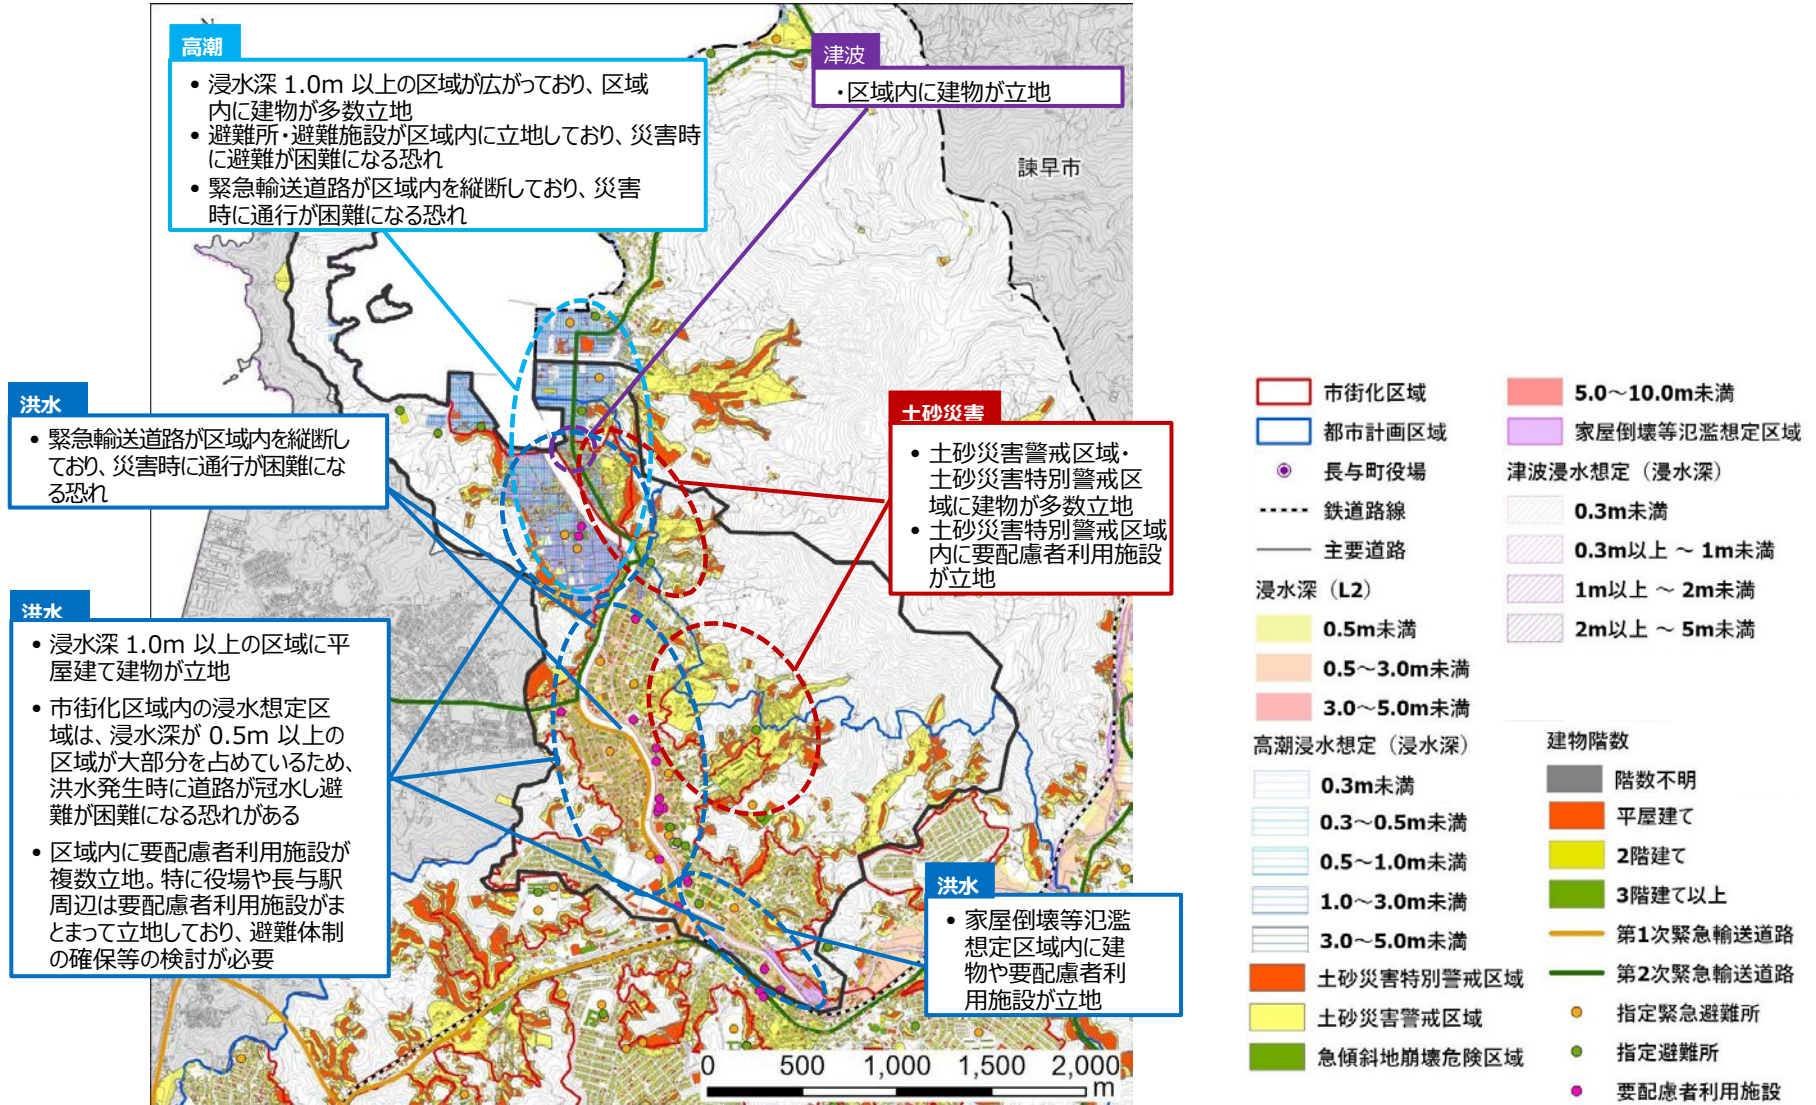 高潮
• 浸水深 1.0m 以上の区域が広がっており、区域
内に建物が多数立地
• 避難所・避難施設が区域内に立地しており、災害時
に避難が困難になる恐れ
• 緊急輸送道路が区域内を縦断しており、災害
時に通行が困難になる恐れ
津波
・区域内に建物が立地
諫早市
洪水
• 緊急輸送道路が区域内を縦断し
ており、災害時に通行が困難にな
る恐れ
土砂災害
• 土砂災害警戒区域・
土砂災害特別警戒区
域に建物が多数立地
• 土砂災害特別警戒区域
内に要配慮者利用施設
が立地
洪水
• 浸水深 1.0m 以上の区域に平
屋建て建物が立地
• 市街化区域内の浸水想定区
域は、浸水深が 0.5m 以上の
区域が大部分を占めているため、
洪水発生時に道路が冠水し避
難が困難になる恐れがある
• 区域内に要配慮者利用施設が
複数立地。特に役場や長与駅
周辺は要配慮者利用施設がま
とまって立地しており、避難体制
の確保等の検討が必要
洪水
• 家屋倒壊等氾濫
想定区域内に建
物や要配慮者利
用施設が立地
0 500 1,000 1,500 2,000
m
市街化区域
都市計画区域
長与町役場
鉄道路線
主要道路
浸水深（L2）
0.5m未満
0.5～3.0m未満
3.0～5.0m未満
高潮浸水想定（浸水深）
0.3m未満
0.3～0.5m未満
0.5～1.0m未満
1.0～3.0m未満
3.0～5.0m未満
土砂災害特別警戒区域
土砂災害警戒区域
急傾斜地崩壊危険区域
5.0～10.0m未満
家屋倒壊等氾濫想定区域
津波浸水想定（浸水深）
0.3m未満
0.3m以上 ～ 1m未満
1m以上 ～ 2m未満
2m以上 ～ 5m未満
建物階数
階数不明
平屋建て
2階建て
3階建て以上
第1次緊急輸送道路
第2次緊急輸送道路
指定緊急避難所
指定避難所
要配慮者利用施設